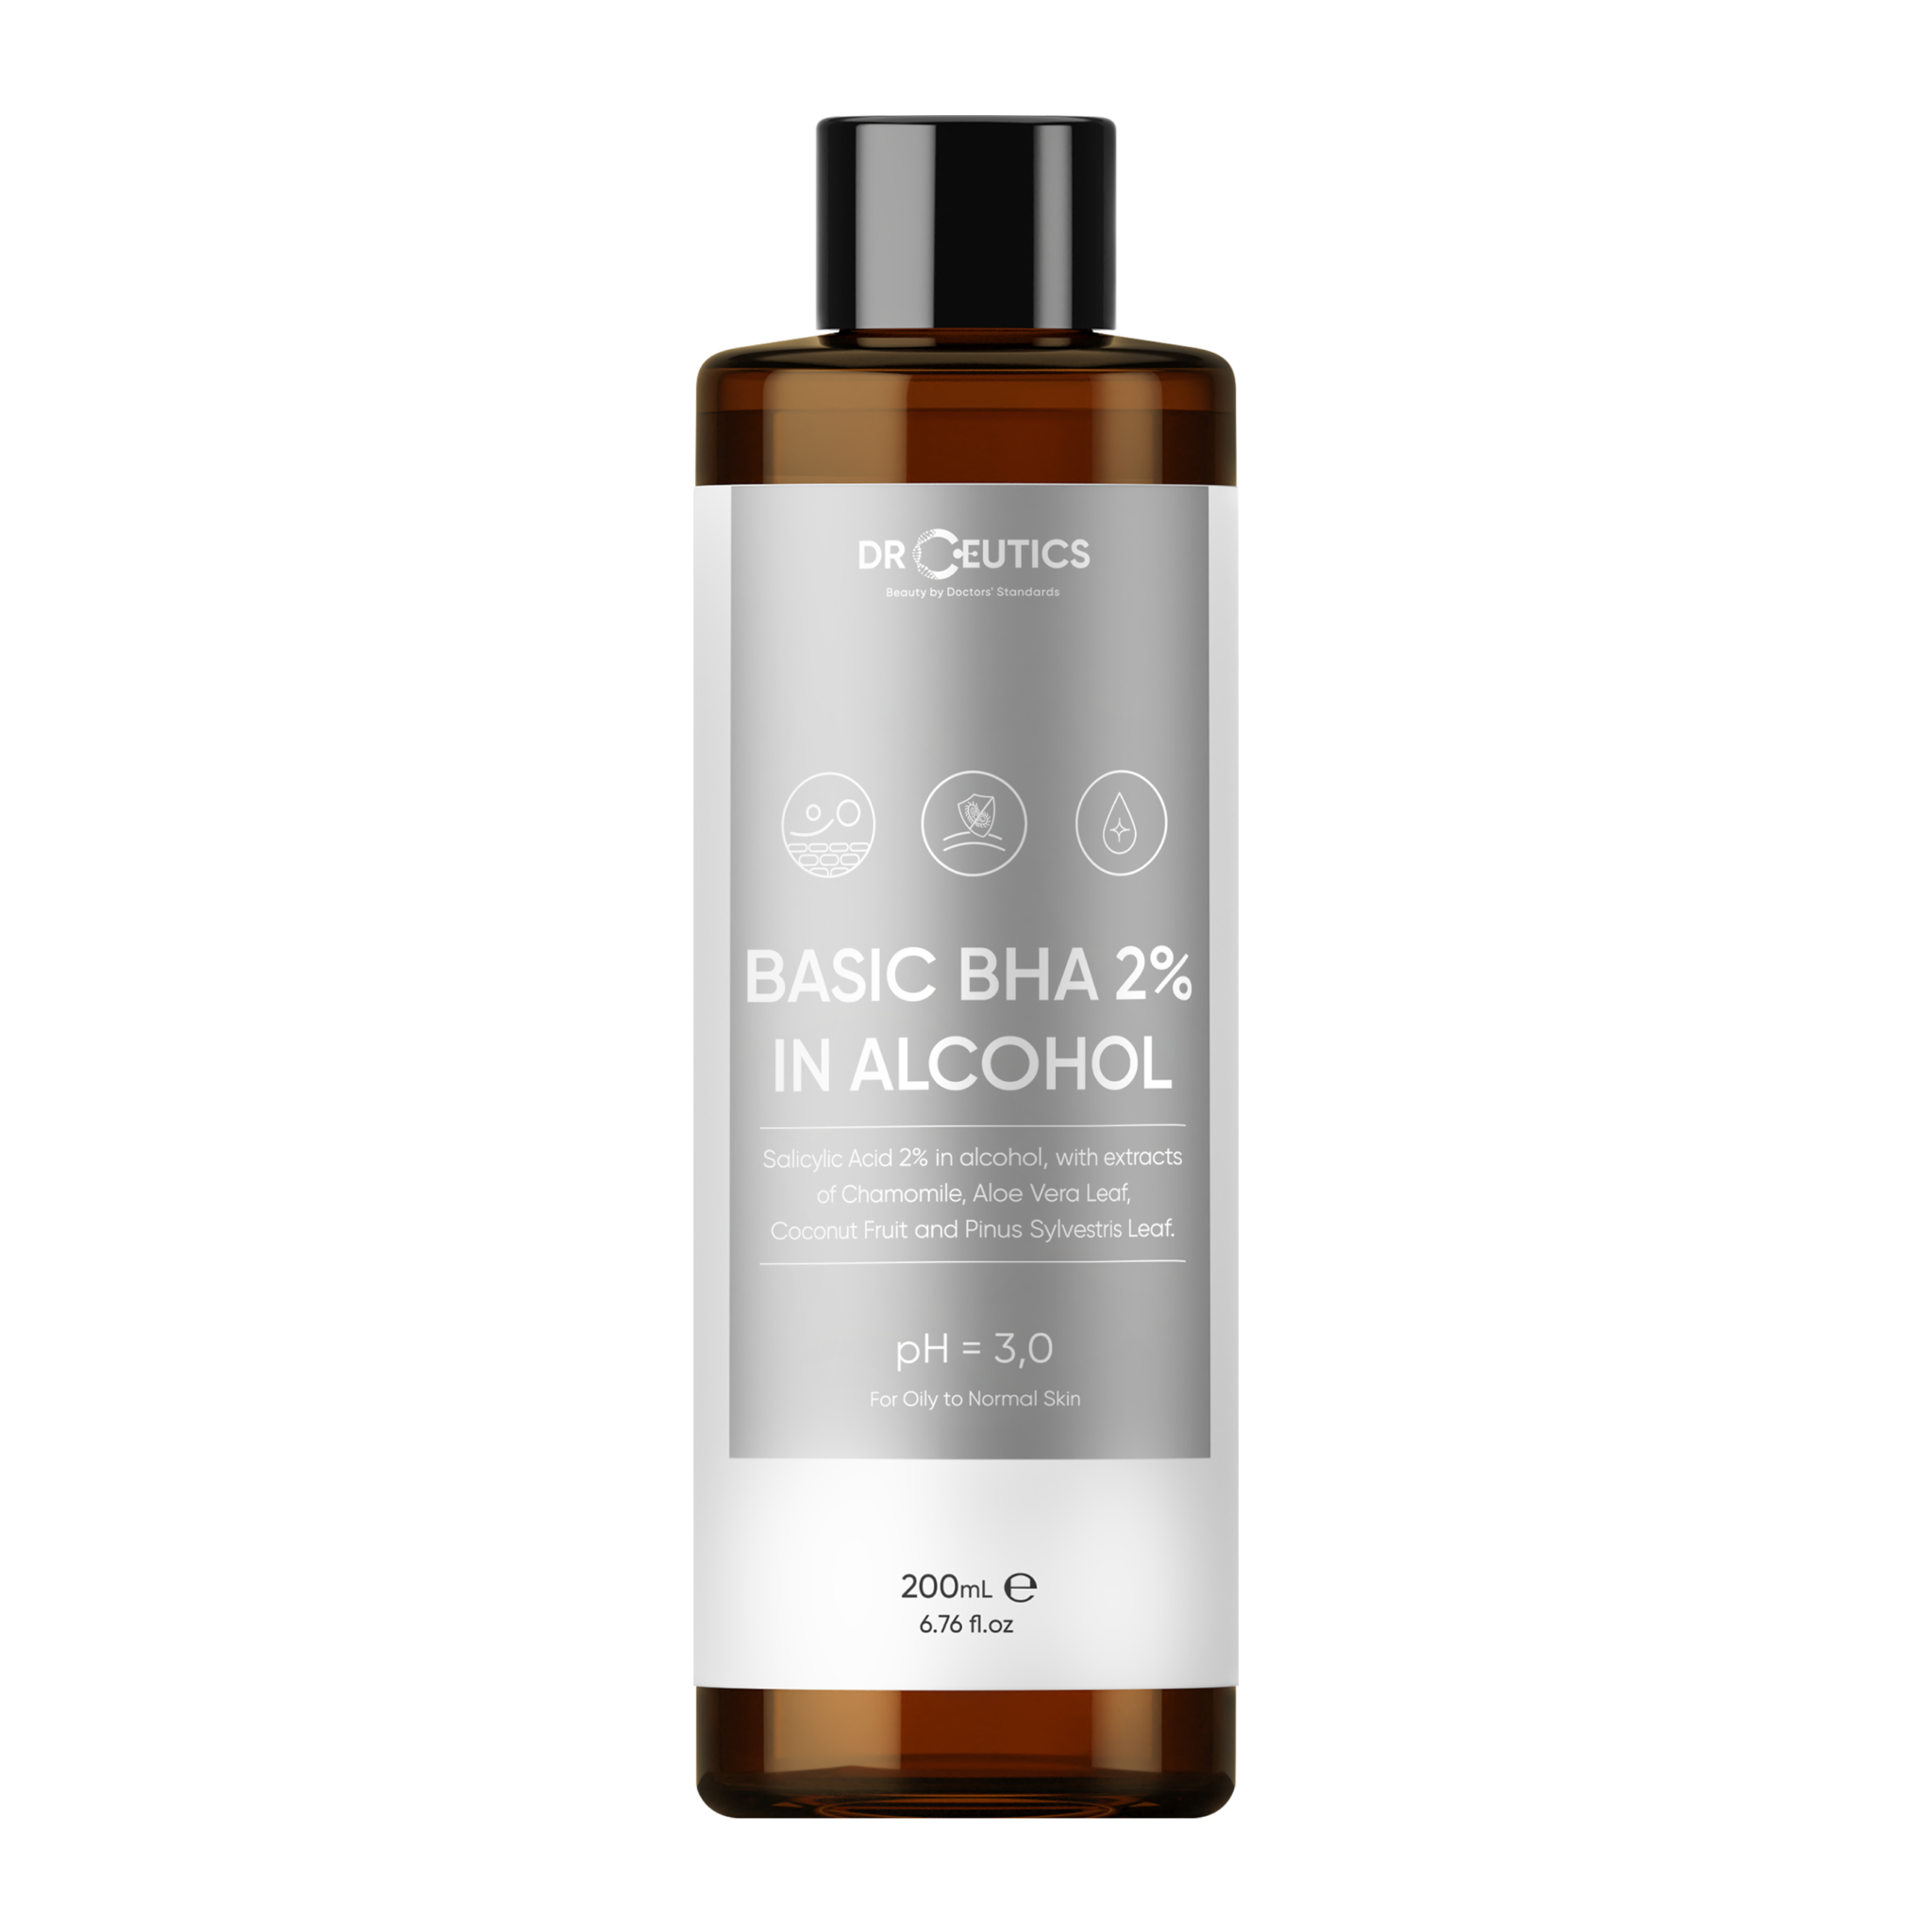 DR CEUTICS
Beauty by Doctors' Standards
BASIC BHA 2%
IN ALCOHOL
Salicylic Acid 2% in alcohol, with extracts
of Chamomile, Aloe Vera Leaf,
Coconut Fruit and Pinus Sylvestris Leaf.
pH = 3,0
For Oily to Normal Skin
200mL ℮
6.76 fl.oz